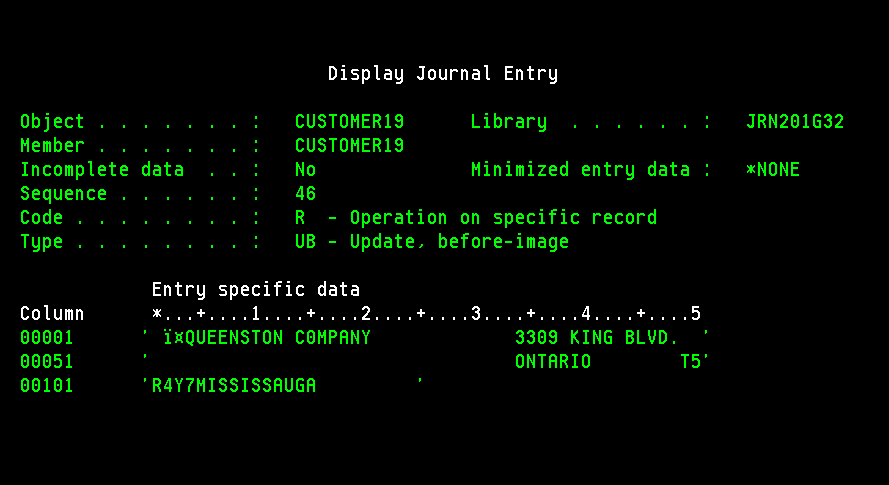 Display Journal Entry
Object . . . . . . . :   CUSTOMER19      Library  . . . . . . :   JRN201G32
Member . . . . . . . :   CUSTOMER19
Incomplete data  . . :   No              Minimized entry data :   *NONE
Sequence . . . . . . :   46
Code . . . . . . . . :   R  - Operation on specific record
Type . . . . . . . . :   UB - Update, before-image
Entry specific data
Column      *...+....1....+....2....+....3....+....4....+....5
00001      ' ï¤QUEENSTON C0MPANY             3309 KING BLVD.  '
00051      '                                 ONTARIO        T5'
00101      'R4Y7MISSISSAUGA         '